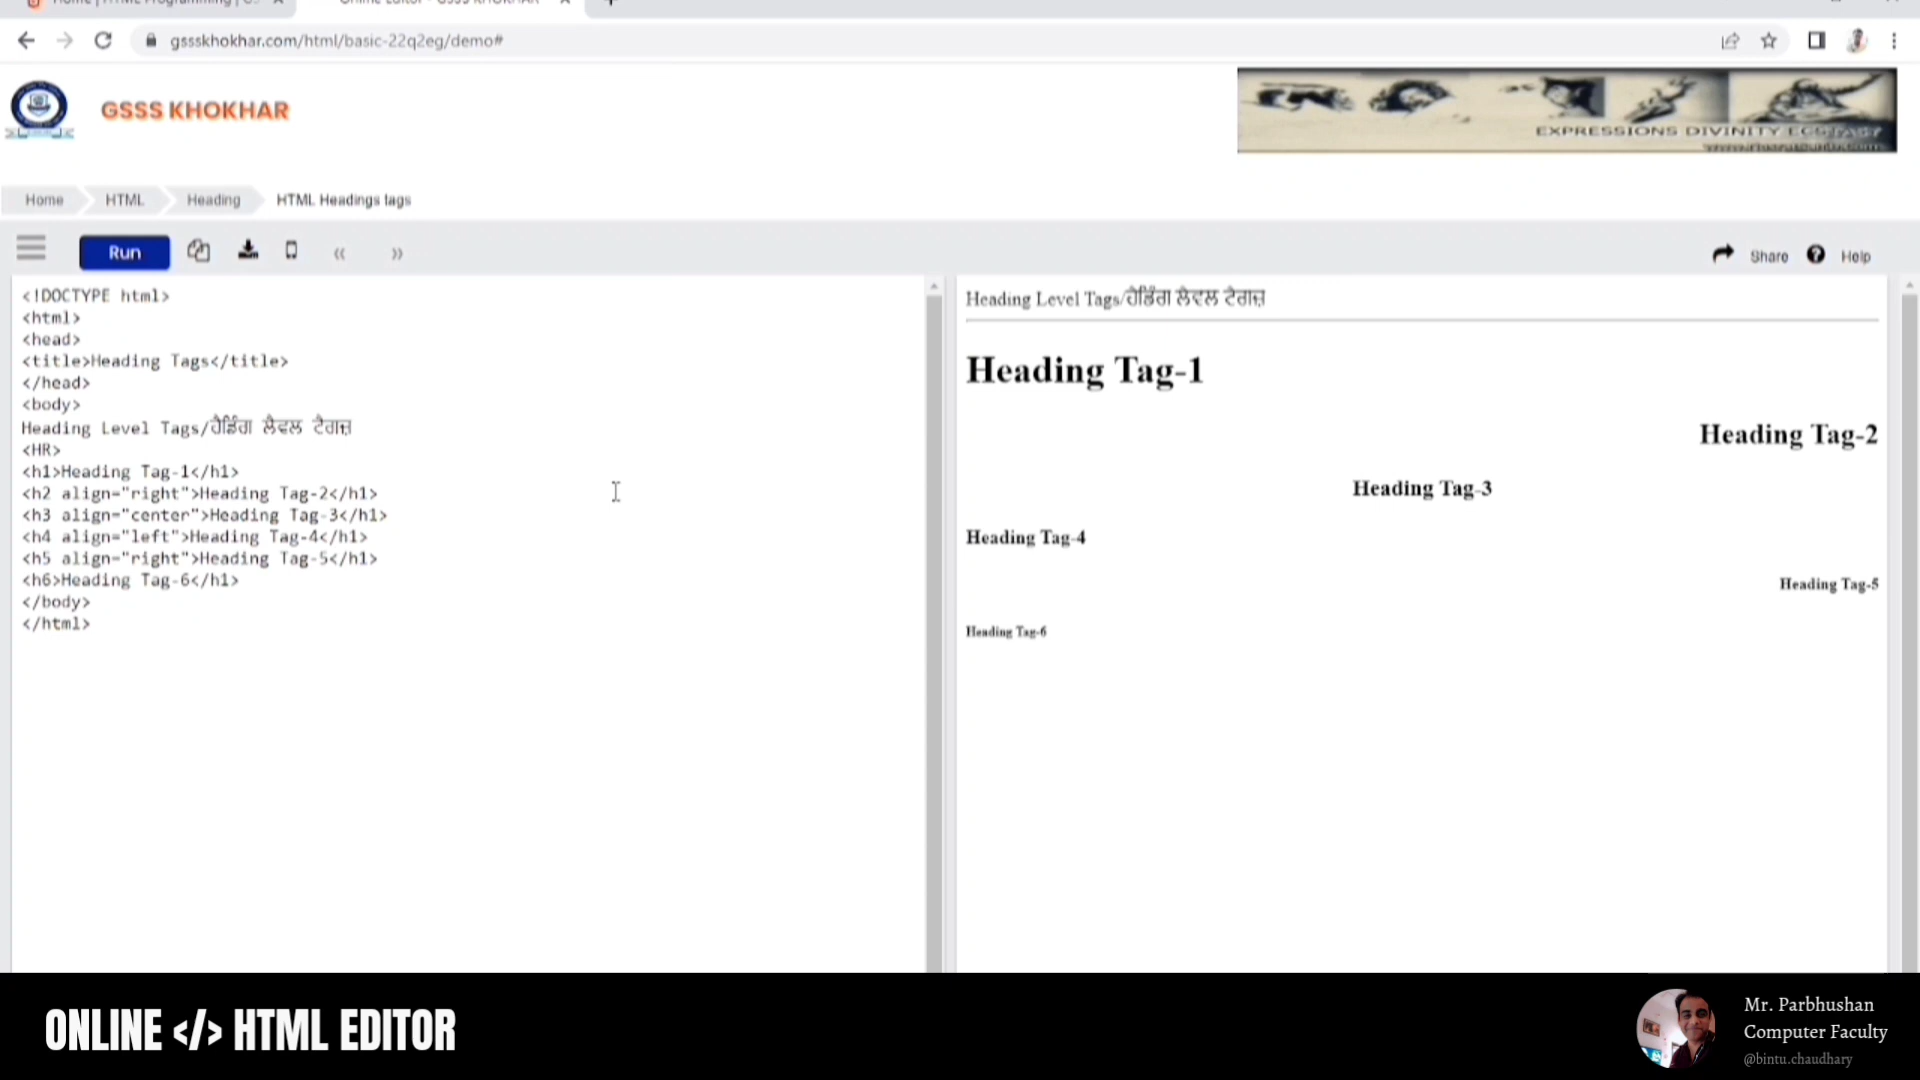 gssskhokhar.com/html/basic-22q2eg/demo#
GSSS KHOKHAR
EXPRESSIONS DIVINITY ECSTASY
Home HTML Heading HTML Headings tags
Run « » Share Help
<!DOCTYPE html>
<html>
<head>
<title>Heading Tags</title>
</head>
<body>
Heading Level Tags/ਹੈਡਿੰਗ ਲੈਵਲ ਟੈਗਜ਼
<HR>
<h1>Heading Tag-1</h1>
<h2 align="right">Heading Tag-2</h1>
<h3 align="center">Heading Tag-3</h1>
<h4 align="left">Heading Tag-4</h1>
<h5 align="right">Heading Tag-5</h1>
<h6>Heading Tag-6</h1>
</body>
</html>
Heading Level Tags/ਹੈਡਿੰਗ ਲੈਵਲ ਟੈਗਜ਼
Heading Tag-1
Heading Tag-2
Heading Tag-3
Heading Tag-4
Heading Tag-5
Heading Tag-6
ONLINE </> HTML EDITOR
Mr. Parbhushan
Computer Faculty
@bintu.chaudhary